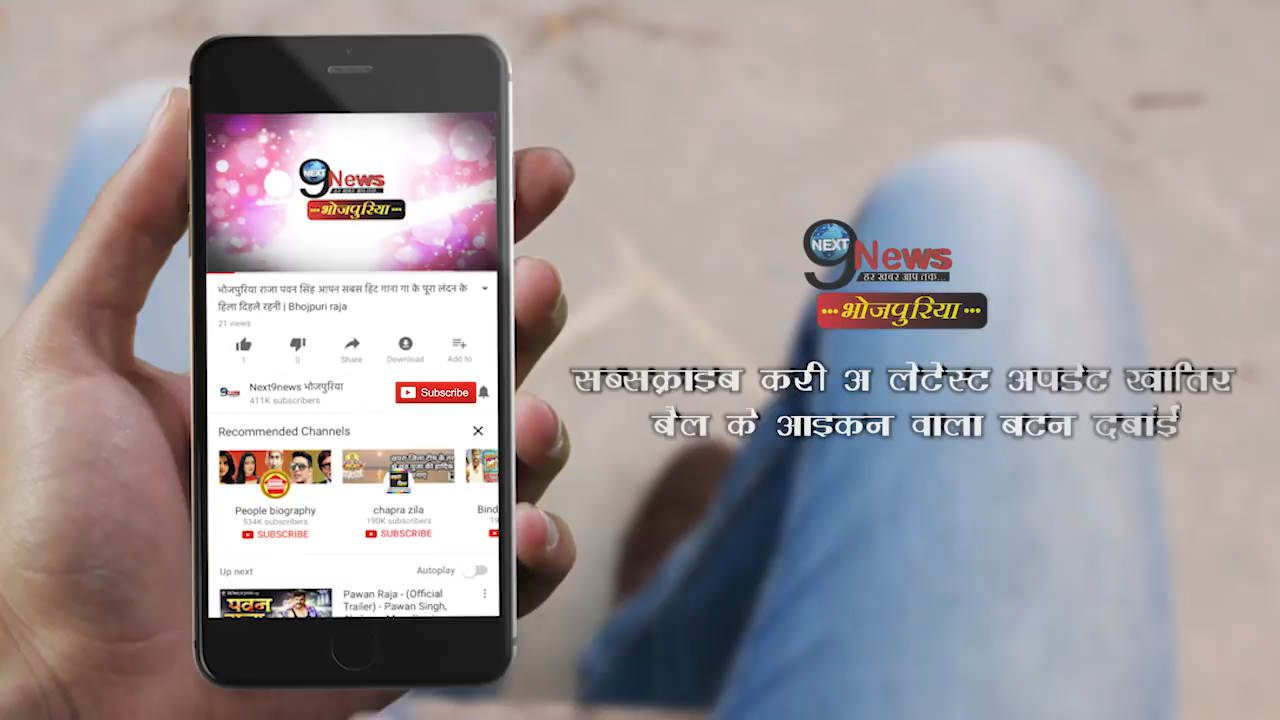 NEXT
9News
हर खबर आप तक...
भोजपुरिया
भोजपुरिया राजा पवन सिंह आपन सबस हिट गाना गा के पूरा लंदन के
हिला दिहले रहनी | Bhojpuri raja
21 views
1
0
Share
Download
Add to
Next9news भोजपुरिया
411K subscribers
Subscribe
Recommended Channels
People biography
534K subscribers
SUBSCRIBE
chapra zila
190K subscribers
SUBSCRIBE
Bind
Up next
Autoplay
पवन
Pawan Raja - (Official
Trailer) - Pawan Singh,
NEXT
9News
हर खबर आप तक...
भोजपुरिया
सब्सक्राइब करी अ लेटेस्ट अपडेट खातिर
बैल के आइकन वाला बटन दबाई